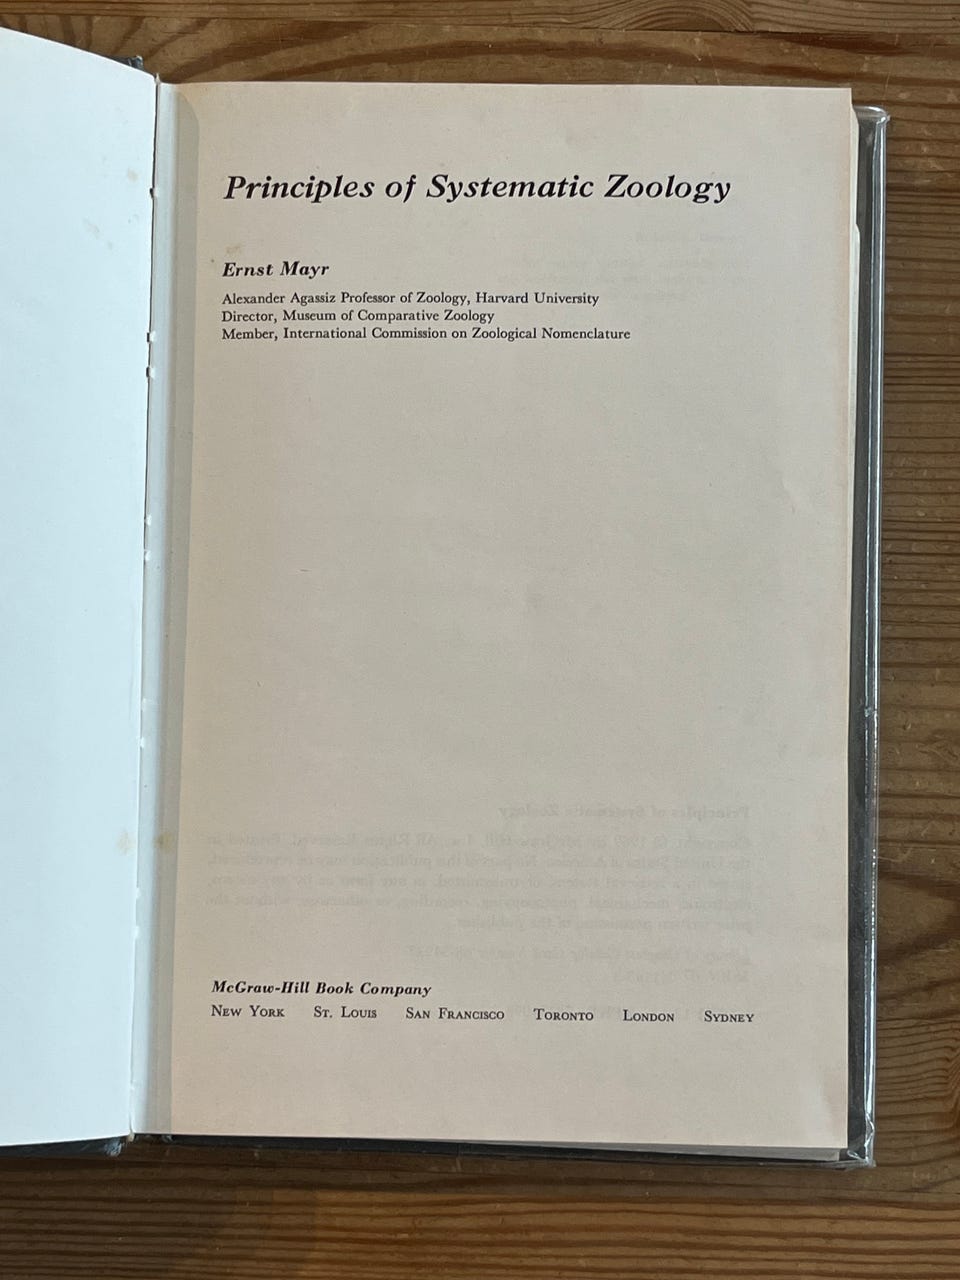 Principles of Systematic Zoology
Ernst Mayr
Alexander Agassiz Professor of Zoology, Harvard University
Director, Museum of Comparative Zoology
Member, International Commission on Zoological Nomenclature
McGraw-Hill Book Company
New York St. Louis San Francisco Toronto London Sydney